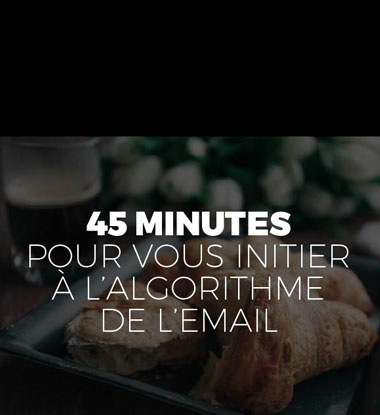 45 MINUTES
POUR VOUS INITIER
À L’ALGORITHME
DE L’EMAIL